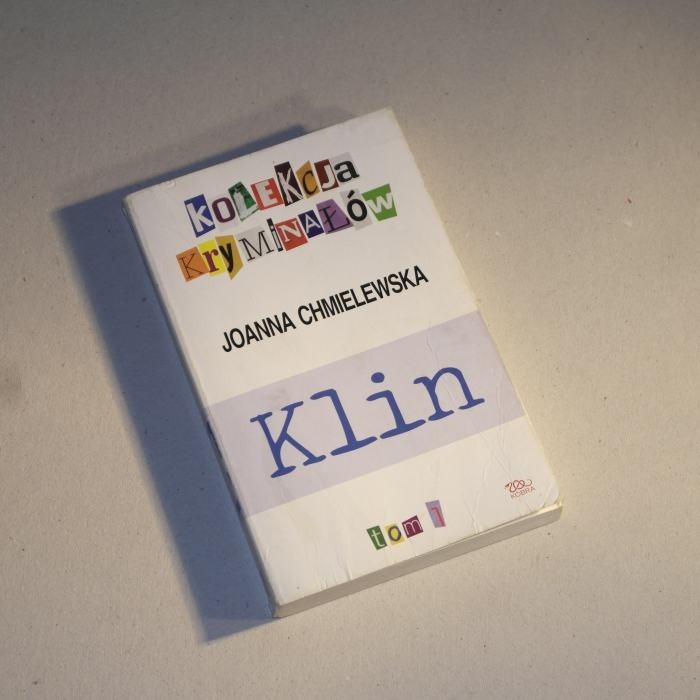 KOLEKCJa
KryMiNAŁÓw
JOANNA CHMIELEWSKA
Klin
tom 1
KOBRA